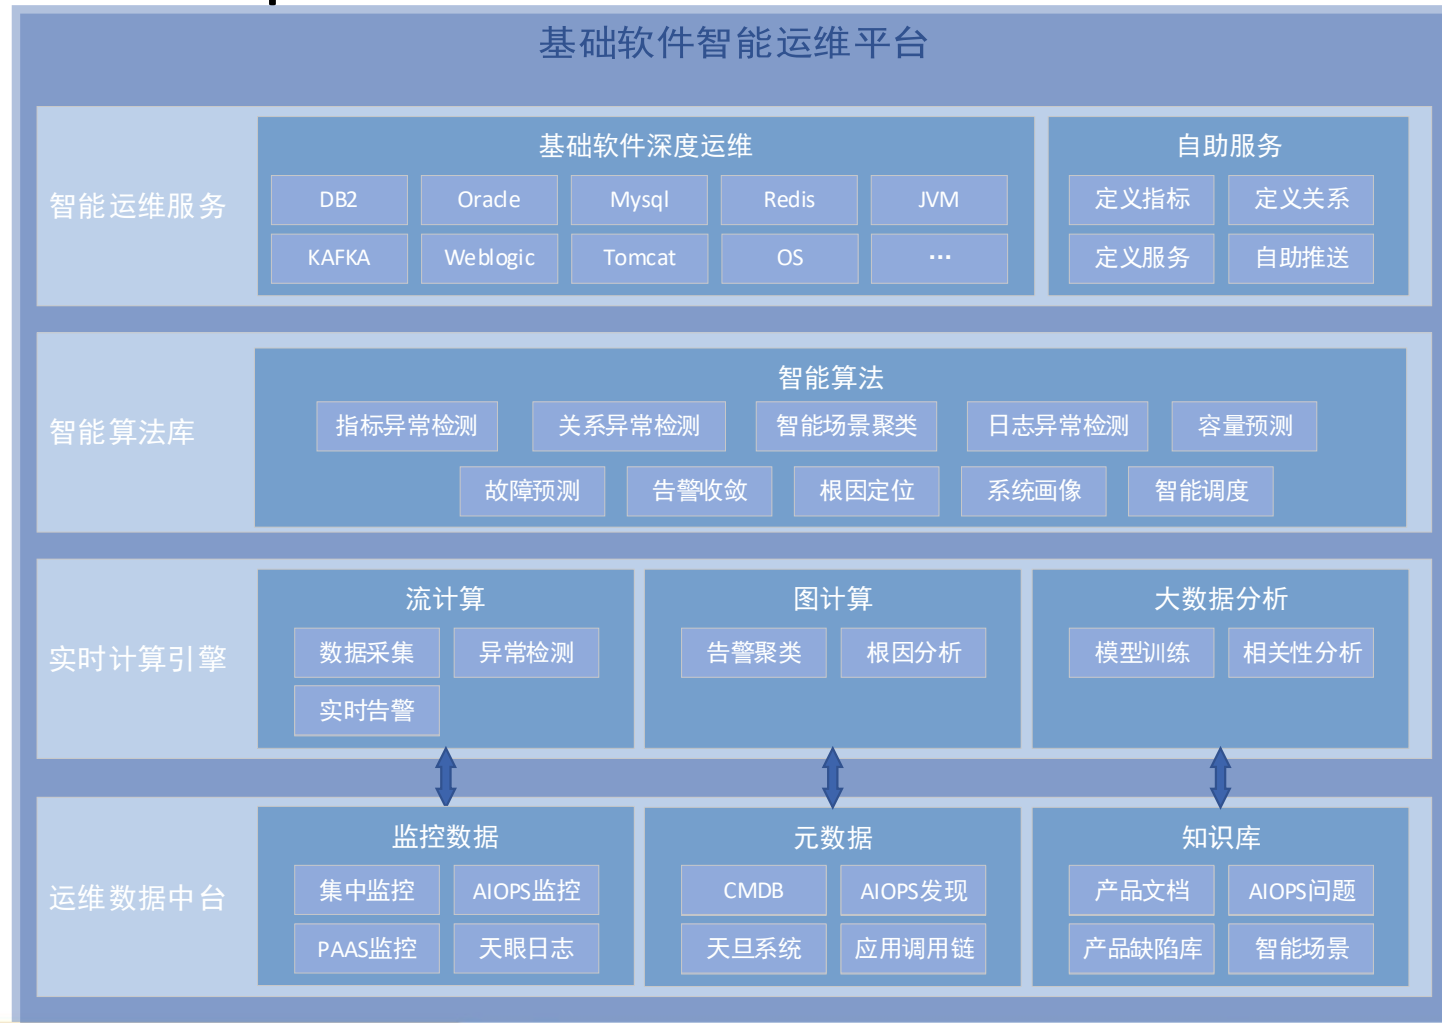 基础软件智能运维平台
智能运维服务
基础软件深度运维
DB2 Oracle Mysql Redis JVM
KAFKA Weblogic Tomcat OS ...
自助服务
定义指标 定义关系
定义服务 自助推送
智能算法库
智能算法
指标异常检测 关系异常检测 智能场景聚类 日志异常检测 容量预测
故障预测 告警收敛 根因定位 系统画像 智能调度
实时计算引擎
流计算
数据采集 异常检测
实时告警
图计算
告警聚类 根因分析
大数据分析
模型训练 相关性分析
运维数据中台
监控数据
集中监控 AIOPS监控
PAAS监控 天眼日志
元数据
CMDB AIOPS发现
天旦系统 应用调用链
知识库
产品文档 AIOPS问题
产品缺陷库 智能场景